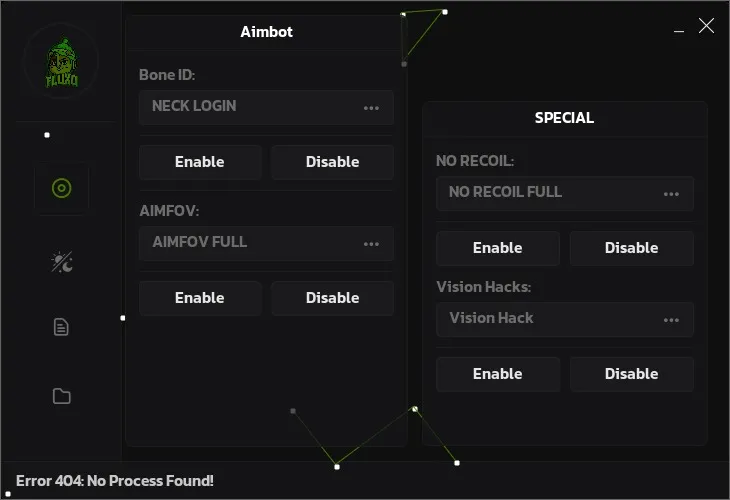 FLUXO
Aimbot
Bone ID:
NECK LOGIN
Enable
Disable
AIMFOV:
AIMFOV FULL
Enable
Disable
SPECIAL
NO RECOIL:
NO RECOIL FULL
Enable
Disable
Vision Hacks:
Vision Hack
Enable
Disable
Error 404: No Process Found!